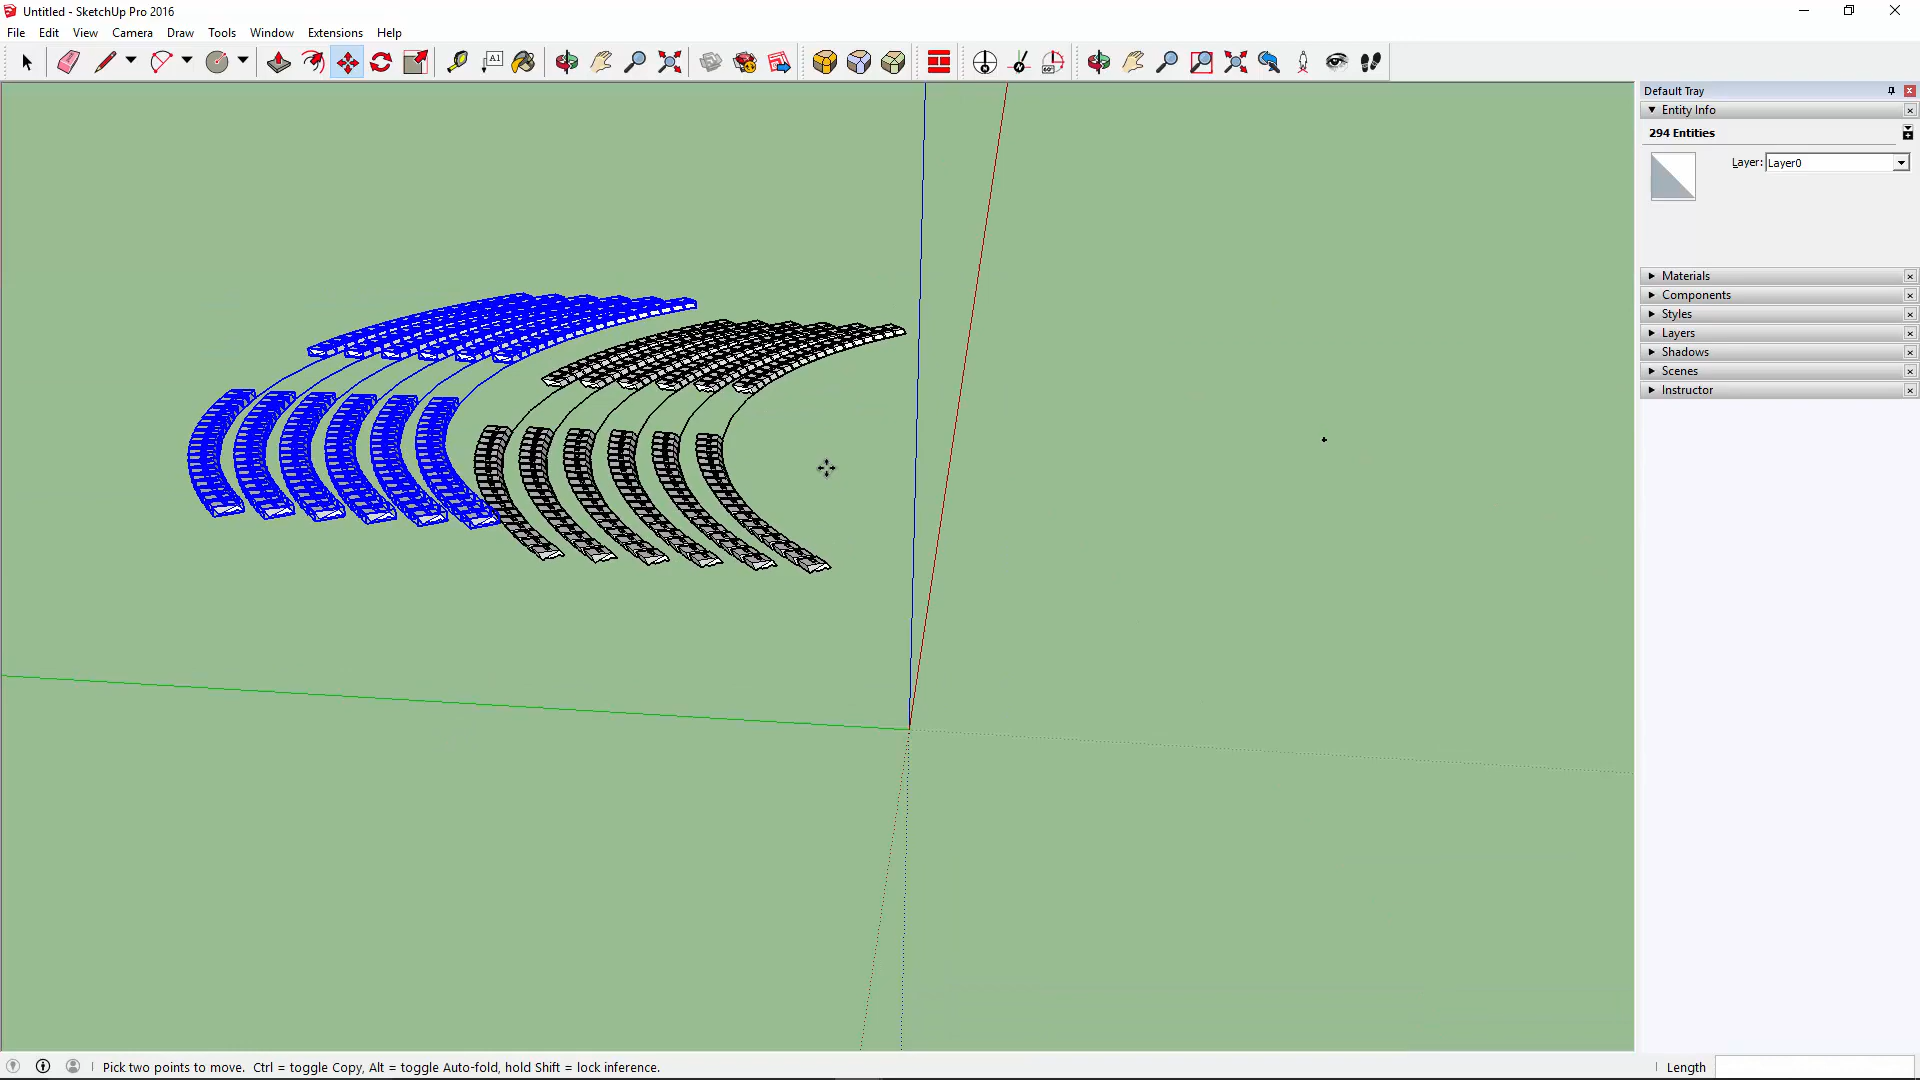 Untitled - SketchUp Pro 2016
File Edit View Camera Draw Tools Window Extensions Help
A1
Default Tray
Entity Info
294 Entities
Layer: Layer0
Materials
Components
Styles
Layers
Shadows
Scenes
Instructor
Pick two points to move. Ctrl = toggle Copy, Alt = toggle Auto-fold, hold Shift = lock inference.
Length